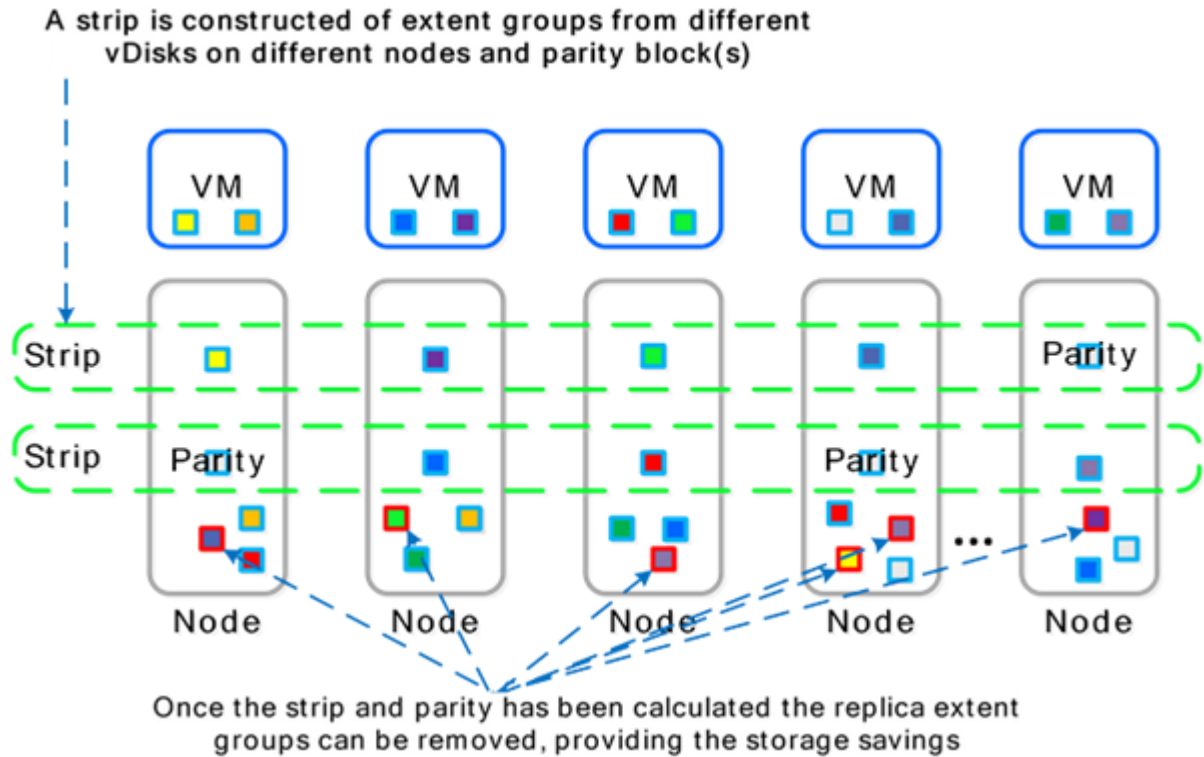 A strip is constructed of extent groups from different
vDisks on different nodes and parity block(s)
VM VM VM VM VM
Strip Parity
Strip Parity Parity
...
Node Node Node Node Node
Once the strip and parity has been calculated the replica extent
groups can be removed, providing the storage savings